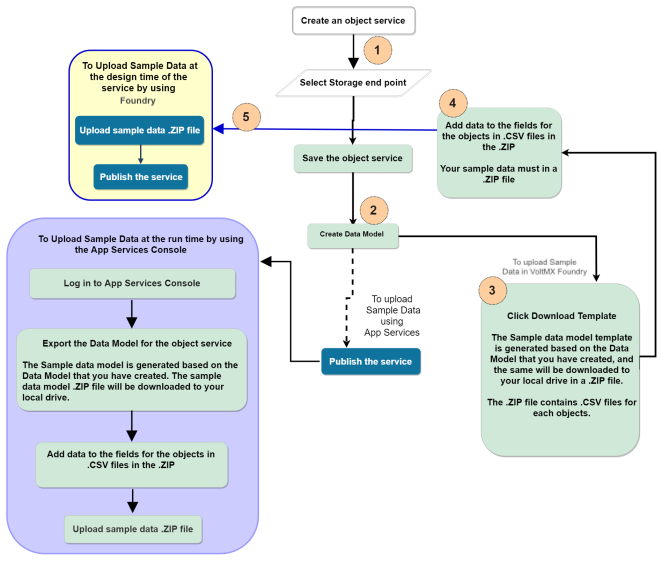 Create an object service
1
Select Storage end point
To Upload Sample Data at
the design time of the
service by using
Foundry
5
4
Upload sample data .ZIP file
Publish the service
Add data to the fields for
the objects in .CSV files in
the .ZIP
Your sample data must in a
.ZIP file
Save the object service
2
Create Data Model
To Upload Sample Data at the run time by using
the App Services Console
Log in to App Services Console
Export the Data Model for the object service
The Sample data model is generated based on the
Data Model that you have created. The sample
data model .ZIP file will be downloaded to your
local drive.
Add data to the fields for the objects in
.CSV files in the .ZIP
Upload sample data .ZIP file
To upload
Sample Data
using
App Services
Publish the service
To upload Sample
Data in VoltMX Foundry
3
Click Download Template
The Sample data model template
is generated based on the Data
Model that you have created, and
the same will be downloaded to
your local drive in a .ZIP file.
The .ZIP file contains .CSV files for
each objects.